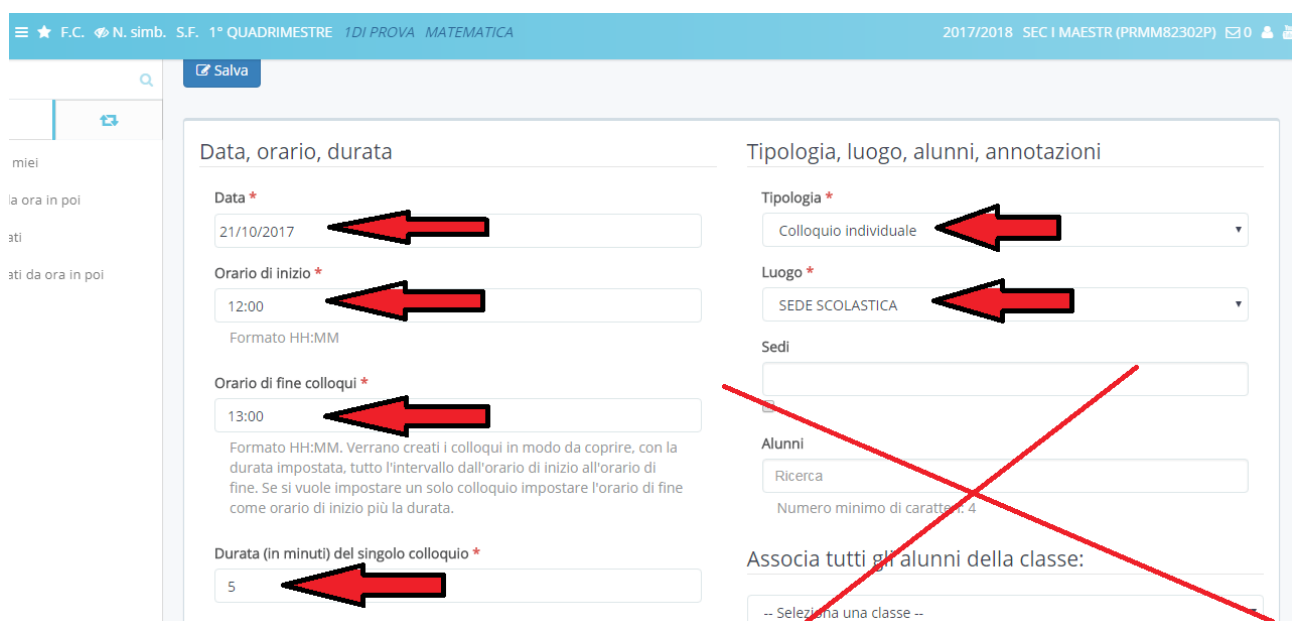 F.C. N. simb. S.F. 1° QUADRIMESTRE 1DI PROVA MATEMATICA 2017/2018 SEC I MAESTR (PRMM82302P) 0
Salva
miei
la ora in poi
ati
ati da ora in poi
Data, orario, durata
Data *
21/10/2017
Orario di inizio *
12:00
Formato HH:MM
Orario di fine colloqui *
13:00
Formato HH:MM. Verrano creati i colloqui in modo da coprire, con la
durata impostata, tutto l'intervallo dall'orario di inizio all'orario di
fine. Se si vuole impostare un solo colloquio impostare l'orario di fine
come orario di inizio più la durata.
Durata (in minuti) del singolo colloquio *
5
Tipologia, luogo, alunni, annotazioni
Tipologia *
Colloquio individuale
Luogo *
SEDE SCOLASTICA
Sedi
Alunni
Ricerca
Numero minimo di caratteri: 4
Associa tutti gli alunni della classe:
-- Seleziona una classe --